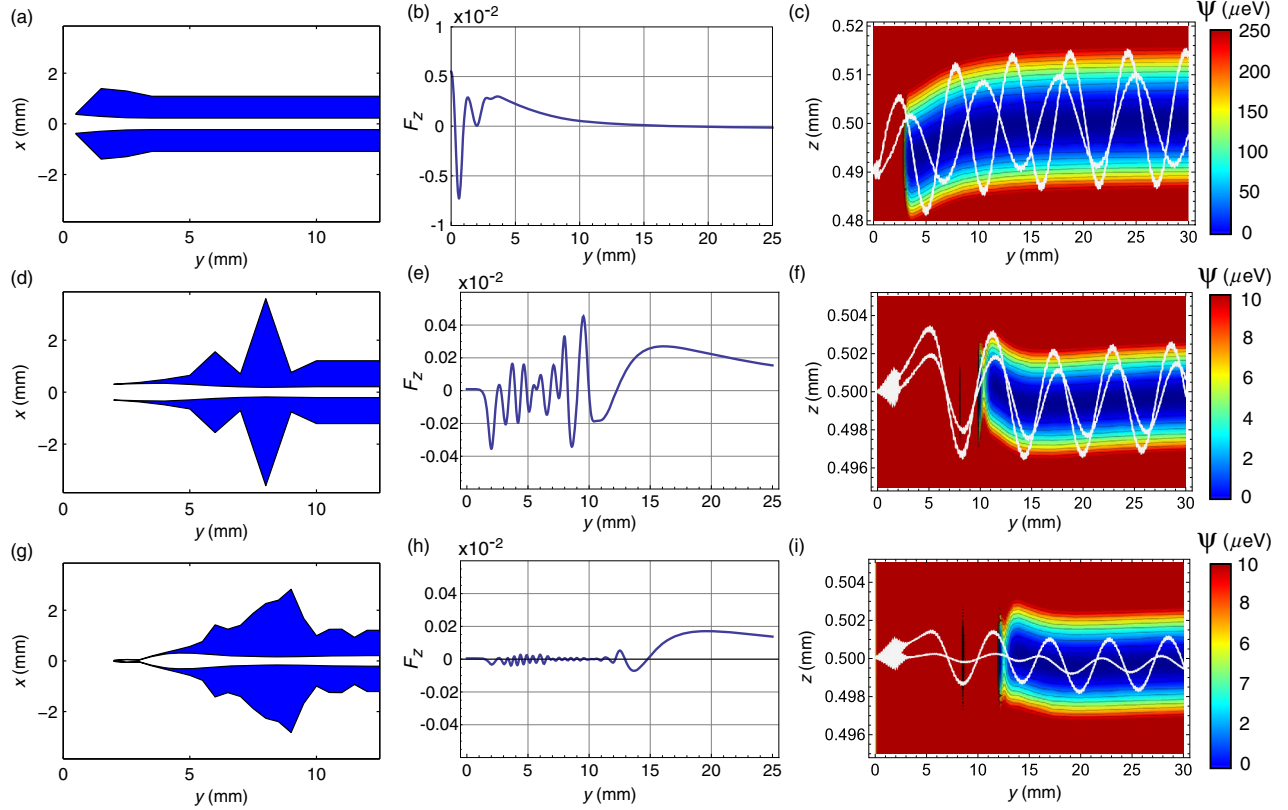 (a) (b) x10⁻² (c) Ψ (μeV)
x (mm) 2 0 −2
0 5 10
y (mm)
F_z 1 0.5 0 -0.5 -1
0 5 10 15 20 25
y (mm)
z (mm) 0.52 0.51 0.50 0.49 0.48
0 5 10 15 20 25 30
y (mm)
250 200 150 100 50 0
(d) (e) x10⁻² (f) Ψ (μeV)
x (mm) 2 0 −2
0 5 10
y (mm)
F_z 0.04 0.02 0 -0.02 -0.04
0 5 10 15 20 25
y (mm)
z (mm) 0.504 0.502 0.500 0.498 0.496
0 5 10 15 20 25 30
y (mm)
10 8 6 4 2 0
(g) (h) x10⁻² (i) Ψ (μeV)
x (mm) 2 0 −2
0 5 10
y (mm)
F_z 0.04 0.02 0 -0.02 -0.04
0 5 10 15 20 25
y (mm)
z (mm) 0.504 0.502 0.500 0.498 0.496
0 5 10 15 20 25 30
y (mm)
10 8 10 7 2 0